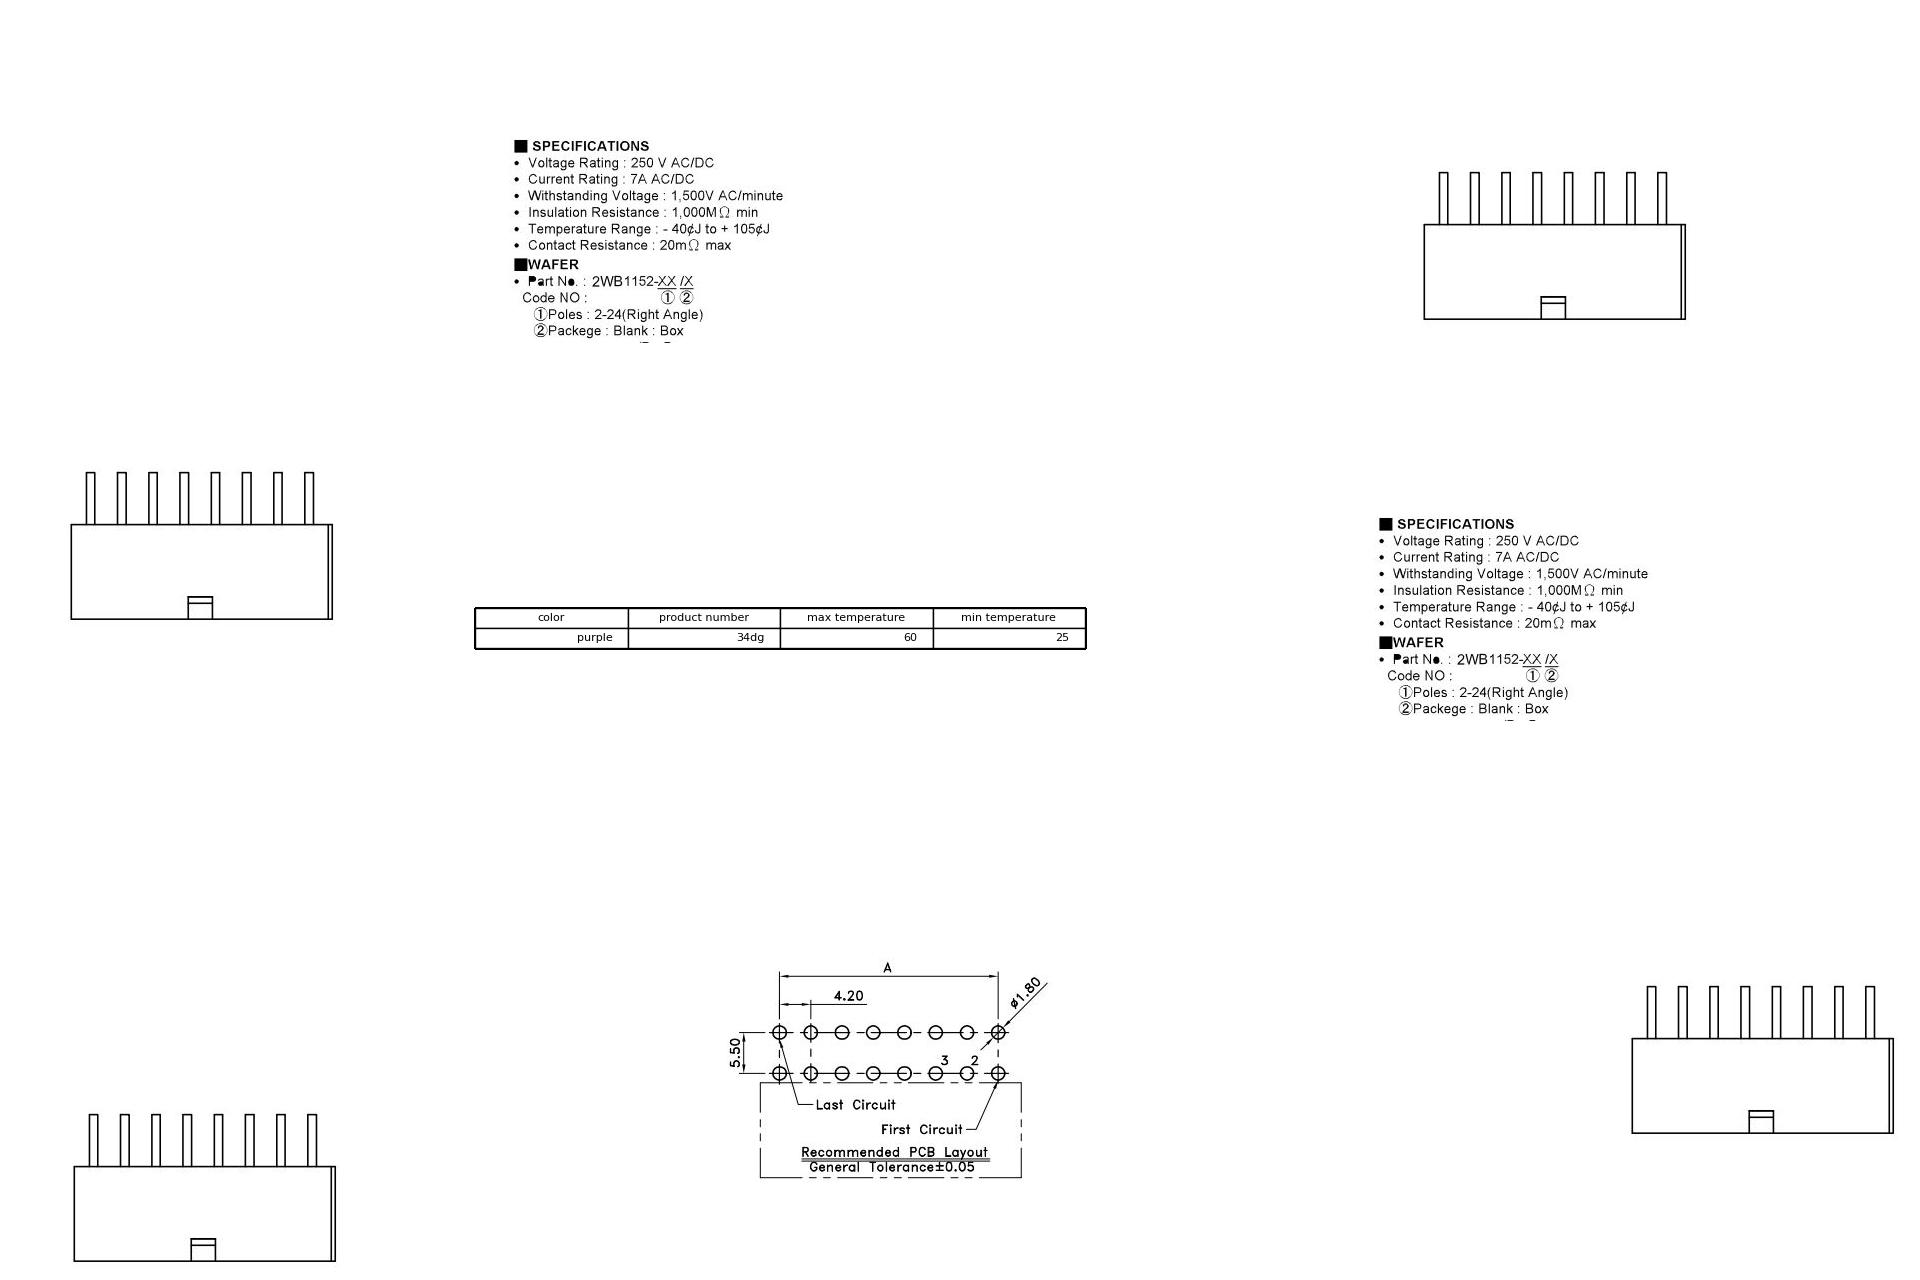 ■ SPECIFICATIONS
• Voltage Rating : 250 V AC/DC
• Current Rating : 7A AC/DC
• Withstanding Voltage : 1,500V AC/minute
• Insulation Resistance : 1,000MΩ min
• Temperature Range : - 40¢J to + 105¢J
• Contact Resistance : 20mΩ max
■WAFER
• Part No. : 2WB1152-XX /X
Code NO : ① ②
①Poles : 2-24(Right Angle)
②Packege : Blank : Box
■ SPECIFICATIONS
• Voltage Rating : 250 V AC/DC
• Current Rating : 7A AC/DC
• Withstanding Voltage : 1,500V AC/minute
• Insulation Resistance : 1,000MΩ min
• Temperature Range : - 40¢J to + 105¢J
• Contact Resistance : 20mΩ max
■WAFER
• Part No. : 2WB1152-XX /X
Code NO : ① ②
①Poles : 2-24(Right Angle)
②Packege : Blank : Box
color product number max temperature min temperature
purple 34dg 60 25
A
4.20
ø1.80
5.50
3 2
Last Circuit
First Circuit
Recommended PCB Layout
General Tolerance±0.05